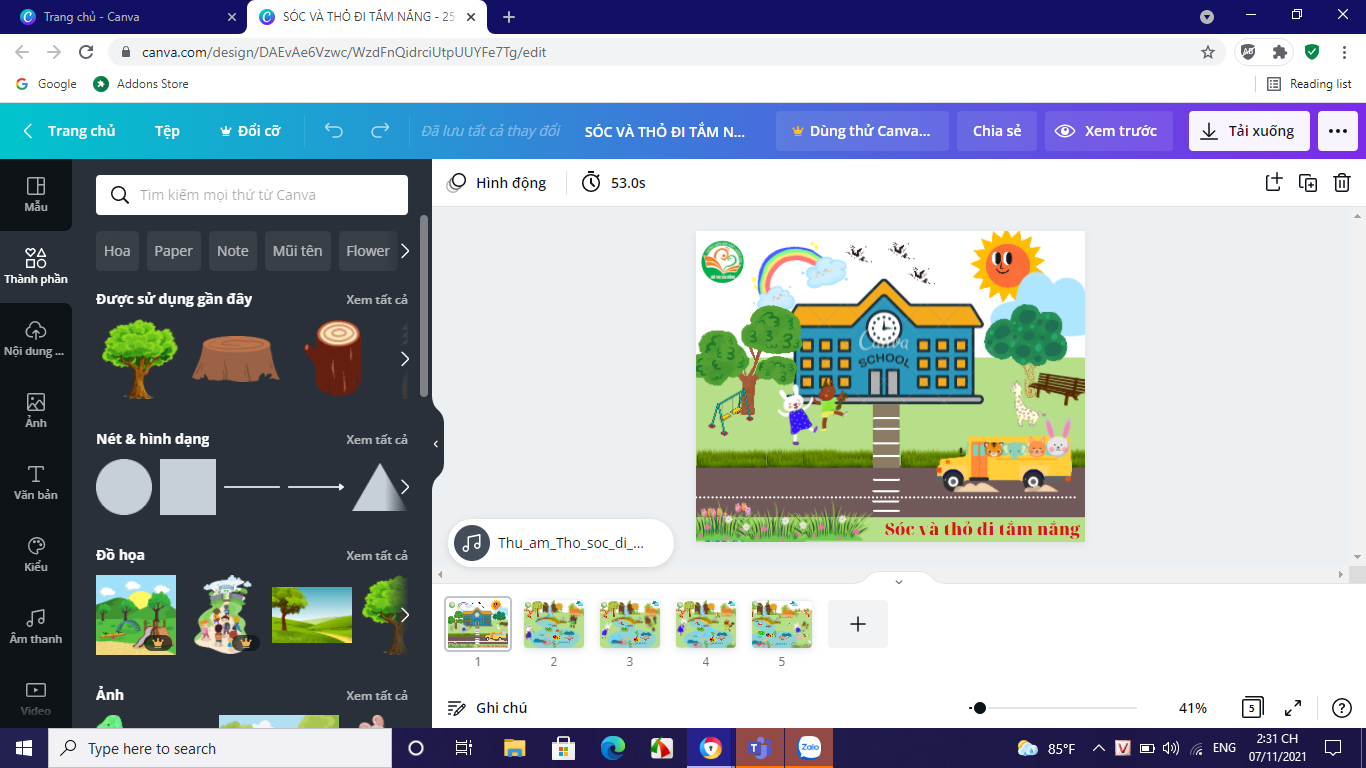 Trang chủ - Canva
SÓC VÀ THỎ ĐI TẮM NẮNG - 25
canva.com/design/DAEvAe6Vzwc/WzdFnQidrciUtpUUYFe7Tg/edit
Google
Addons Store
Reading list
Trang chủ
Tệp
Đổi cỡ
Đã lưu tất cả thay đổi
SÓC VÀ THỎ ĐI TẮM N...
Dùng thử Canva...
Chia sẻ
Xem trước
Tải xuống
Mẫu
Thành phần
Nội dung ...
Ảnh
Văn bản
Kiểu
Âm thanh
Video
Tìm kiếm mọi thứ từ Canva
Hoa
Paper
Note
Mũi tên
Flower
Được sử dụng gần đây
Xem tất cả
Nét & hình dạng
Xem tất cả
Đồ họa
Xem tất cả
Ảnh
Xem tất cả
Hình động
53.0s
Canva
SCHOOL
Sóc và thỏ đi tắm nắng
Thu_am_Tho_soc_di_...
1
2
3
4
5
Ghi chú
41%
5
Type here to search
85°F
ENG
2:31 CH
07/11/2021